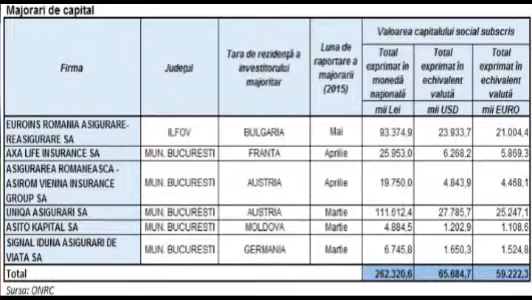 Majorari de capital
Firma
Județul
Tara de rezidență a investitorului majoritar
Luna de raportare a majorarii (2015)
Valoarea capitalului social subscris
Total exprimat în monedă națională
Total exprimat în echivalent valută
Total exprimat în echivalent valută
mii Lei mii USD mii EURO
EUROINS ROMANIA ASIGURARE-REASIGURARE SA ILFOV BULGARIA Mai 93.374,9 23.933,7 21.004,4
AXA LIFE INSURANCE SA MUN. BUCURESTI FRANTA Aprilie 25.953,0 6.268,2 5.869,3
ASIGURAREA ROMANEASCA - ASIROM VIENNA INSURANCE GROUP SA MUN. BUCURESTI AUSTRIA Aprilie 19.750,0 4.843,9 4.468,1
UNIQA ASIGURARI SA MUN. BUCURESTI AUSTRIA Martie 111.612,4 27.785,7 25.247,1
ASITO KAPITAL SA MUN. BUCURESTI MOLDOVA Martie 4.884,5 1.202,9 1.108,6
SIGNAL IDUNA ASIGURARI DE VIATA SA MUN. BUCURESTI GERMANIA Martie 6.745,8 1.650,3 1.524,8
Total 262.320,6 65.684,7 59.222,3
Sursa: ONRC